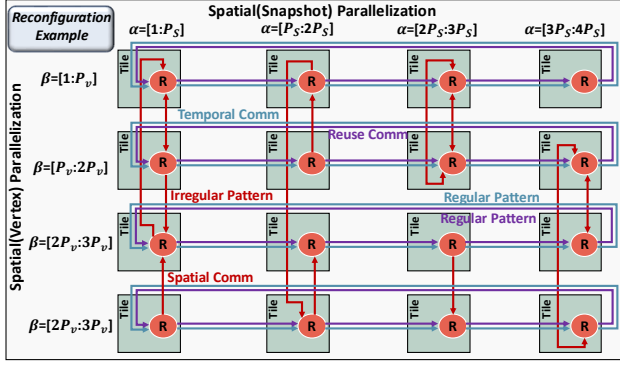 Reconfiguration
Example
Spatial(Snapshot) Parallelization
α=[1:P_S] α=[P_S:2P_S] α=[2P_S:3P_S] α=[3P_S:4P_S]
Spatial(Vertex) Parallelization
β=[1:P_v]
Tile R Tile R Tile R Tile R
Temporal Comm
Reuse Comm
β=[P_v:2P_v]
Tile R Tile R Tile R Tile R
Irregular Pattern
Regular Pattern
Regular Pattern
β=[2P_v:3P_v]
Tile R Tile R Tile R Tile R
Spatial Comm
β=[2P_v:3P_v]
Tile R Tile R Tile R Tile R